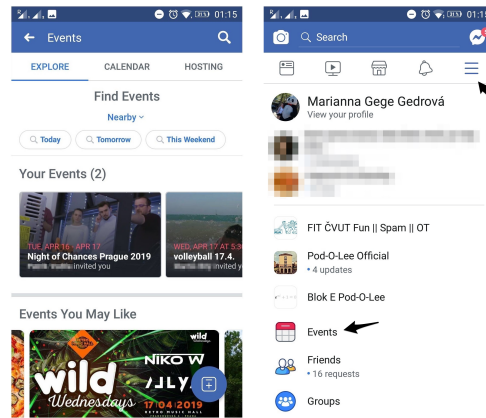 01:15
Events
EXPLORE CALENDAR HOSTING
Find Events
Nearby
Today Tomorrow This Weekend
Your Events (2)
TUE, APR 16 - APR 17
Night of Chances Prague 2019
invited you
WED, APR 17 AT 5:3
volleyball 17.4.
invited y
Events You May Like
wild
Wednesdays
wild
NIKO W
17|04|2019
RETRO MUSIC HALL
01:15
Search
Marianna Gege Gedrová
View your profile
FIT ČVUT Fun || Spam || OT
Pod-O-Lee Official
• 4 updates
Blok E Pod-O-Lee
Events
Friends
• 16 requests
Groups